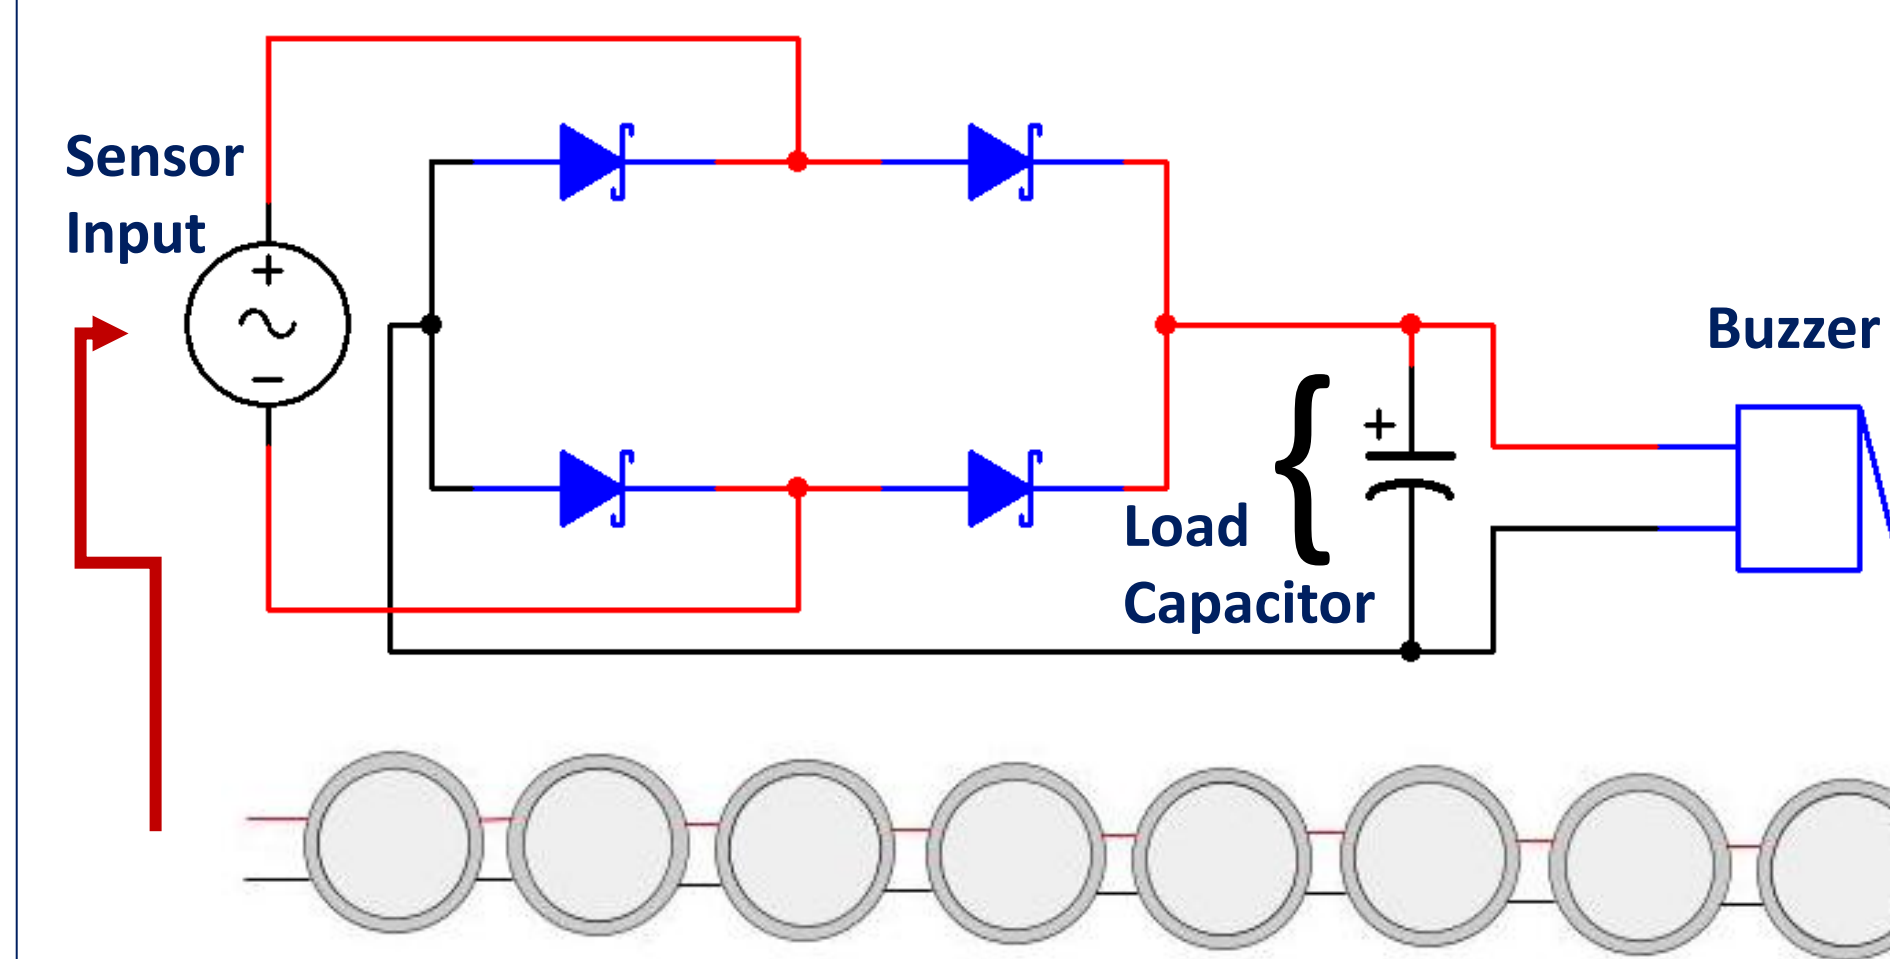 Sensor
Input
+
−
Buzzer
+
Load
Capacitor